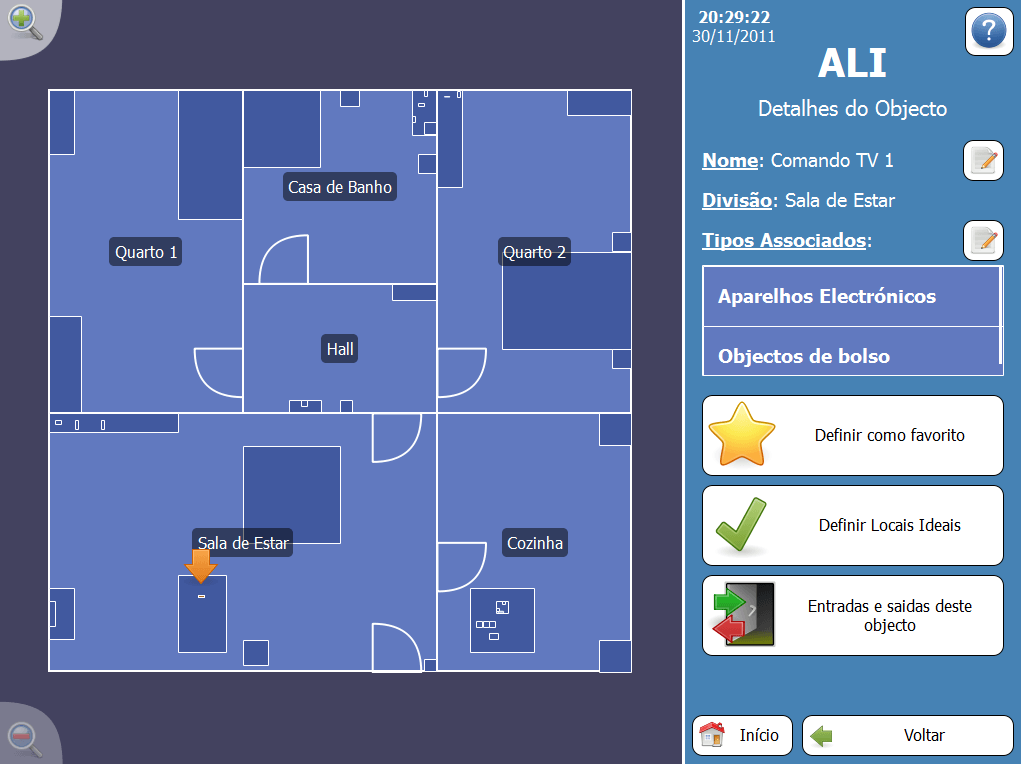 20:29:22
30/11/2011
ALI
Detalhes do Objecto
Nome: Comando TV 1
Divisão: Sala de Estar
Tipos Associados:
Aparelhos Electrónicos
Objectos de bolso
Definir como favorito
Definir Locais Ideais
Entradas e saidas deste
objecto
Início
Voltar
Casa de Banho
Quarto 1
Quarto 2
Hall
Sala de Estar
Cozinha